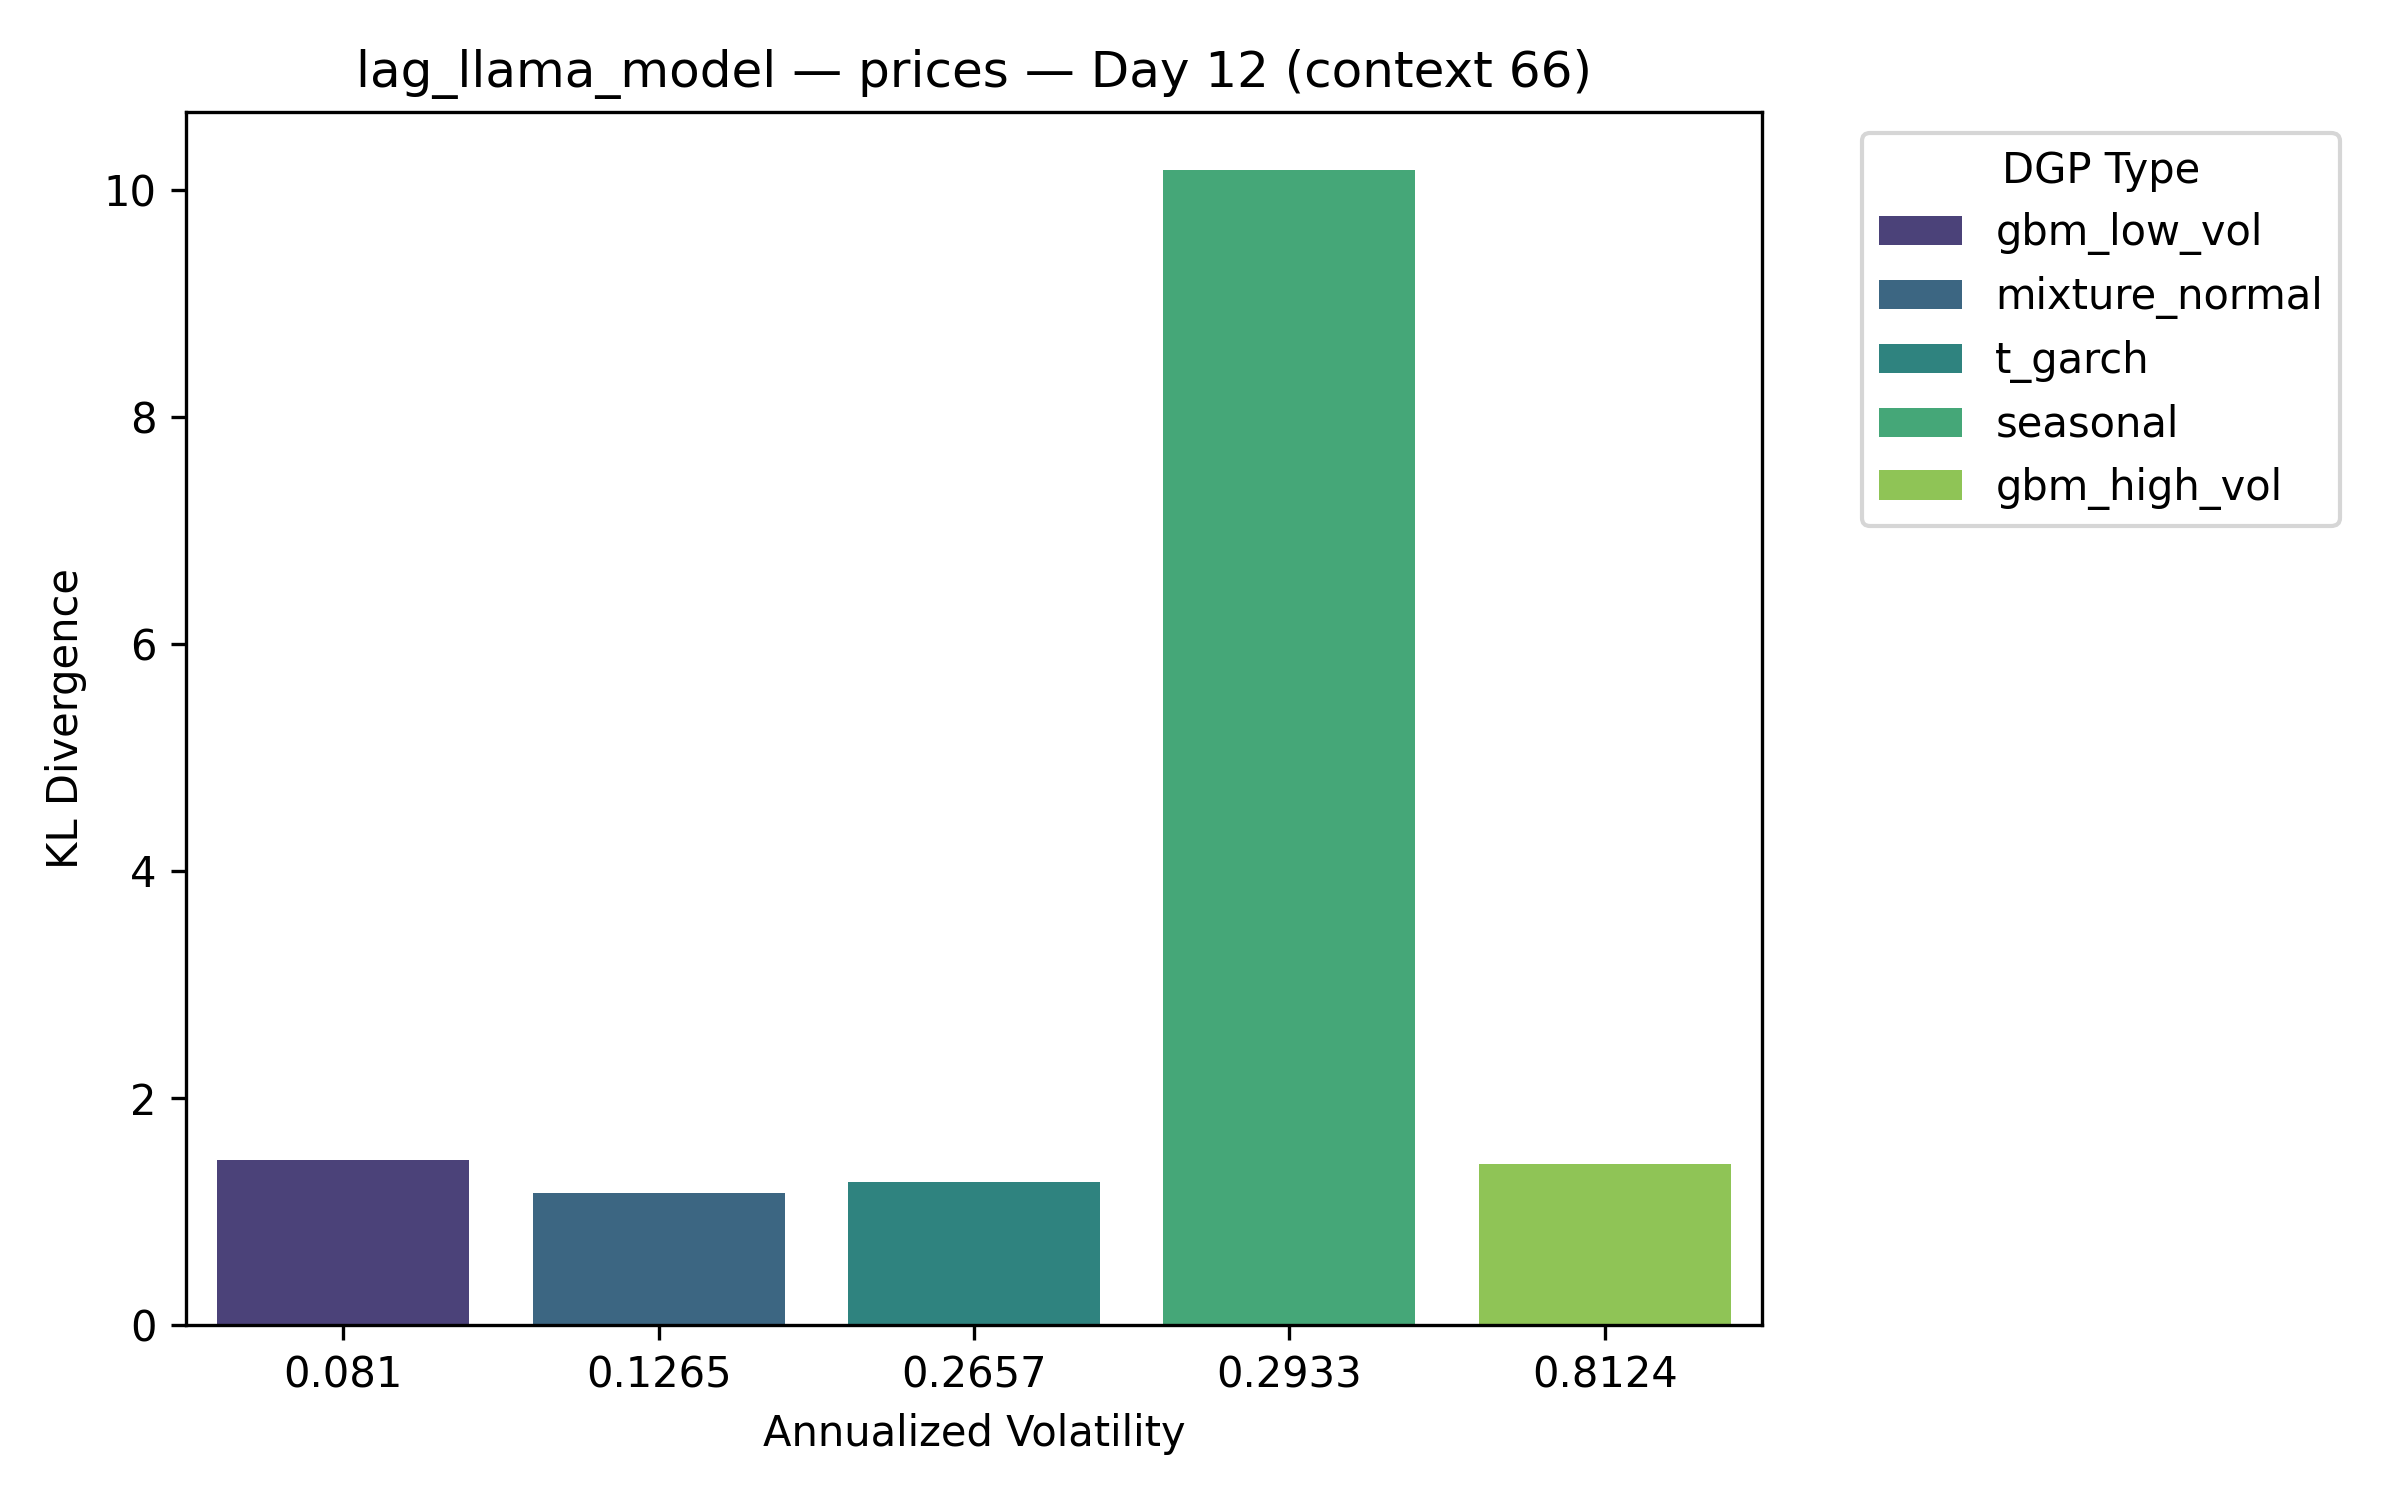 lag_llama_model — prices — Day 12 (context 66)
DGP Type
gbm_low_vol
mixture_normal
t_garch
seasonal
gbm_high_vol
KL Divergence
10
8
6
4
2
0
0.081
0.1265
0.2657
0.2933
0.8124
Annualized Volatility